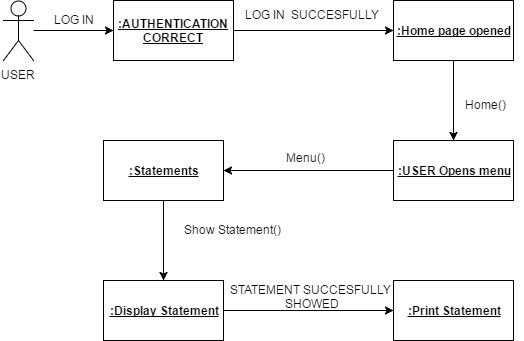 LOG IN
:AUTHENTICATION
CORRECT
LOG IN  SUCCESFULLY
:Home page opened
USER
Home()
:Statements
Menu()
:USER Opens menu
Show Statement()
:Display Statement
STATEMENT SUCCESFULLY
SHOWED
:Print Statement